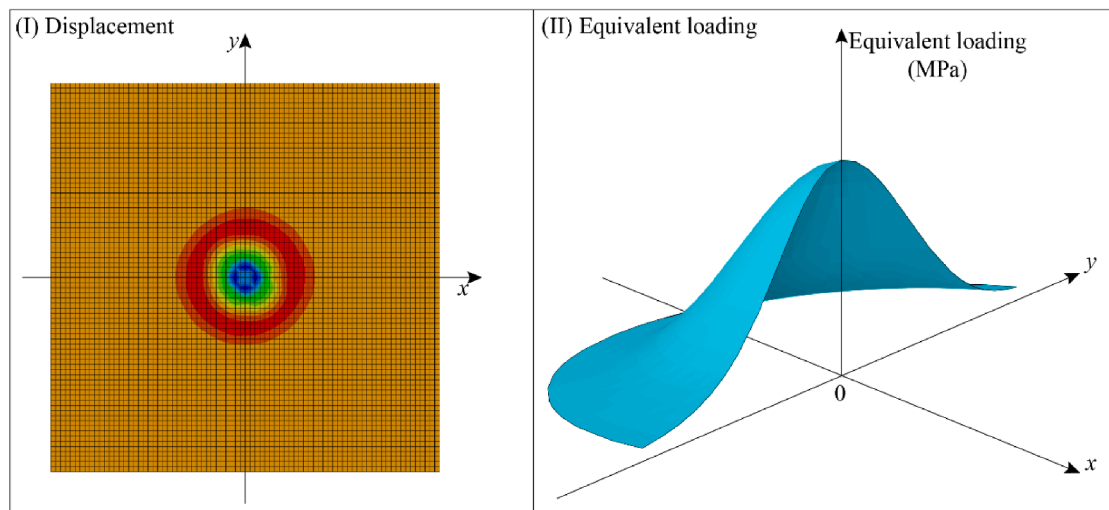 (I) Displacement
y
x
(II) Equivalent loading
Equivalent loading
(MPa)
y
0
x